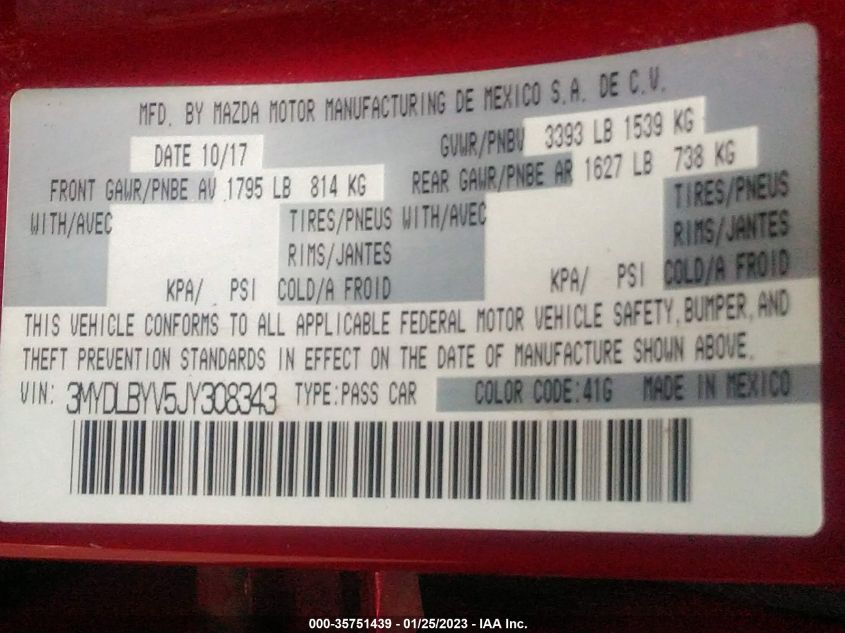 MFD. BY MAZDA MOTOR MANUFACTURING DE MEXICO S.A. DE C.V.
DATE 10/17 GVWR/PNBV 3393 LB 1539 KG
FRONT GAWR/PNBE AV 1795 LB 814 KG REAR GAWR/PNBE AR 1627 LB 738 KG
WITH/AVEC TIRES/PNEUS WITH/AVEC TIRES/PNEUS
RIMS/JANTES RIMS/JANTES
KPA/ PSI COLD/A FROID KPA/ PSI COLD/A FROID
THIS VEHICLE CONFORMS TO ALL APPLICABLE FEDERAL MOTOR VEHICLE SAFETY, BUMPER, AND
THEFT PREVENTION STANDARDS IN EFFECT ON THE DATE OF MANUFACTURE SHOWN ABOVE.
VIN: 3MYDLBYV5JY308343 TYPE:PASS CAR COLOR CODE:41G MADE IN MEXICO
000-35751439 - 01/25/2023 - IAA Inc.